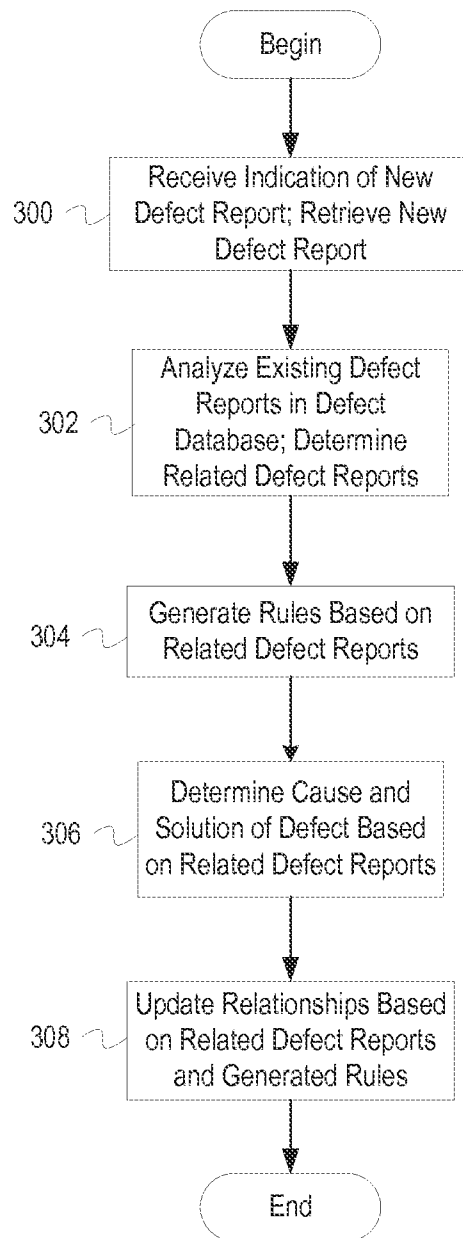 Begin
300
Receive Indication of New
Defect Report; Retrieve New
Defect Report
302
Analyze Existing Defect
Reports in Defect
Database; Determine
Related Defect Reports
304
Generate Rules Based on
Related Defect Reports
306
Determine Cause and
Solution of Defect Based
on Related Defect Reports
308
Update Relationships Based
on Related Defect Reports
and Generated Rules
End